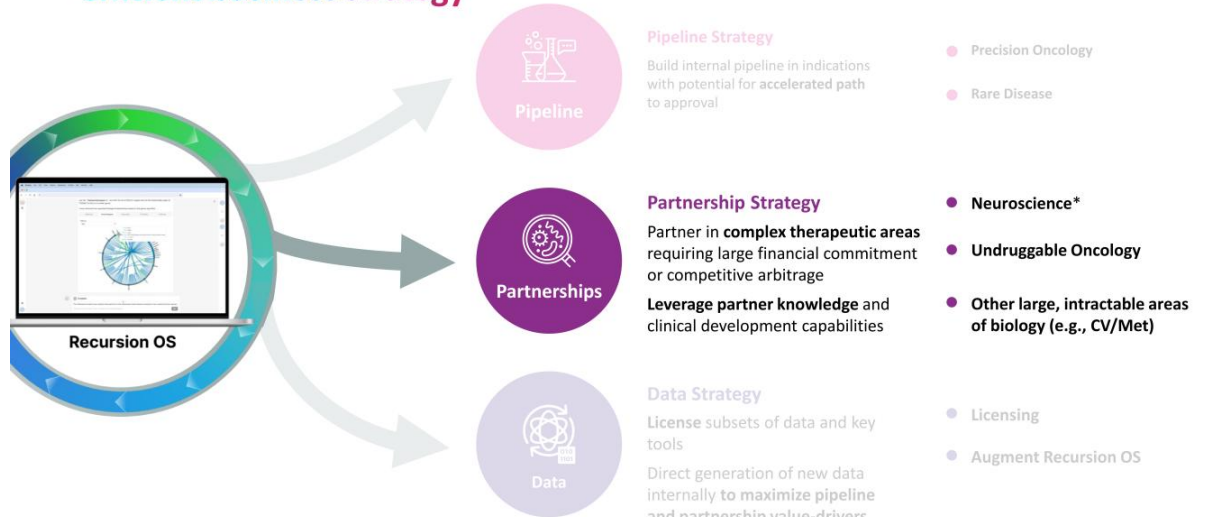 Pipeline
Pipeline Strategy
Build internal pipeline in indications
with potential for accelerated path
to approval
Precision Oncology
Rare Disease
Recursion OS
Partnerships
Partnership Strategy
Partner in complex therapeutic areas
requiring large financial commitment
or competitive arbitrage
Leverage partner knowledge and
clinical development capabilities
Neuroscience*
Undruggable Oncology
Other large, intractable areas
of biology (e.g., CV/Met)
Data
Data Strategy
License subsets of data and key
tools
Direct generation of new data
internally to maximize pipeline
and partnership value-drivers
Licensing
Augment Recursion OS